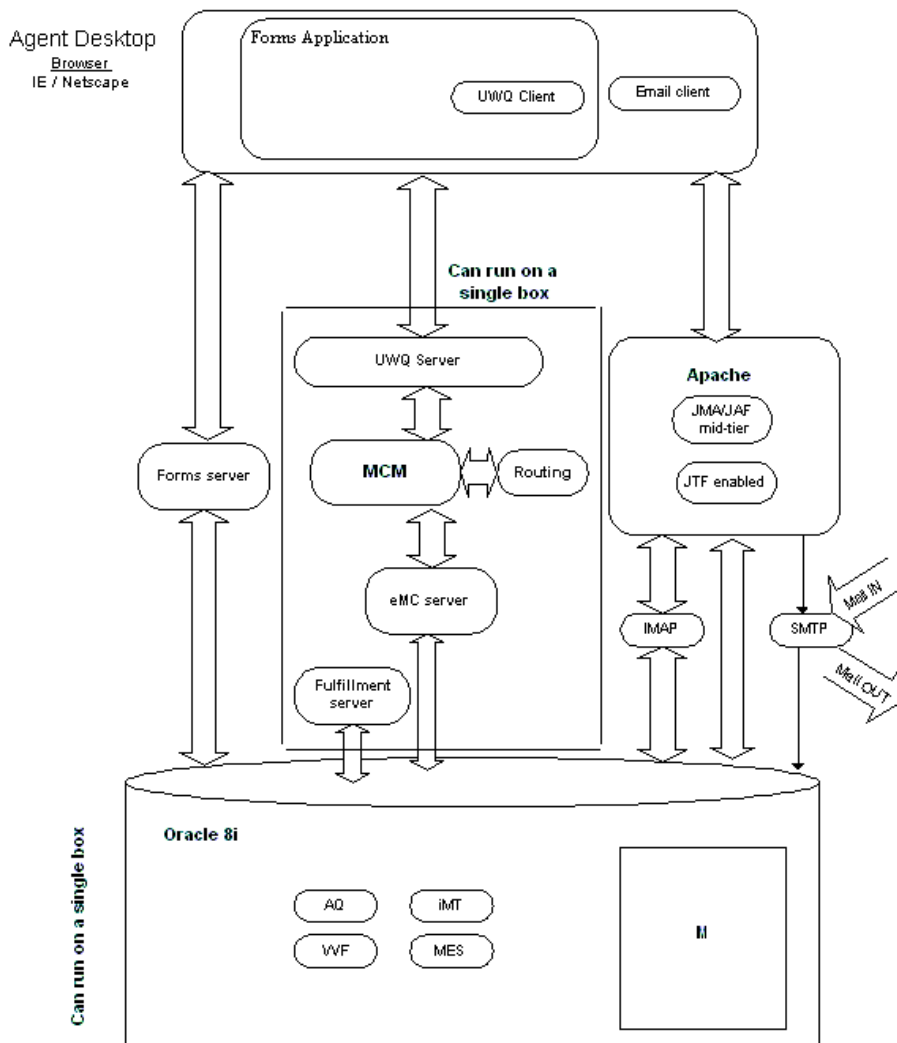 Agent Desktop
Browser
IE / Netscape
Forms Application
UWQ Client
Email client
Can run on a
single box
UWQ Server
Apache
JMA/JAF
mid-tier
MCM
Routing
Forms server
JTF enabled
eMC server
IMAP
SMTP
Mail IN
Mail OUT
Fulfillment
server
Oracle 8i
Can run on a single box
AQ
iMT
WF
MES
M